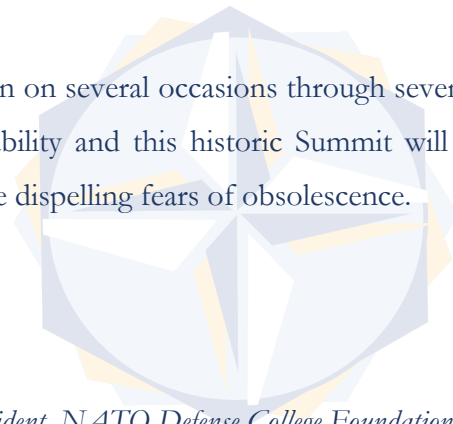 n on several occasions through sever
ability and this historic Summit will
e dispelling fears of obsolescence.
ident, NATO Defense College Foundation